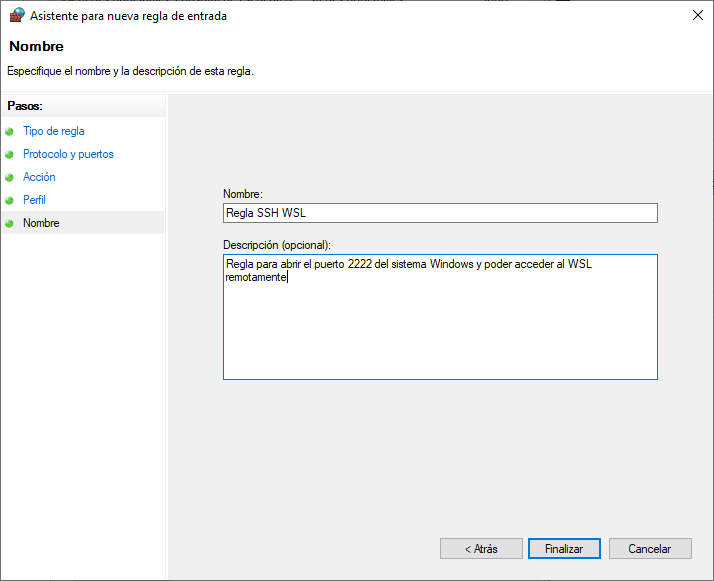 Asistente para nueva regla de entrada
Nombre
Especifique el nombre y la descripción de esta regla.
Pasos:
Tipo de regla
Protocolo y puertos
Acción
Perfil
Nombre
Nombre:
Regla SSH WSL
Descripción (opcional):
Regla para abrir el puerto 2222 del sistema Windows y poder acceder al WSL
remotamente
< Atrás
Finalizar
Cancelar